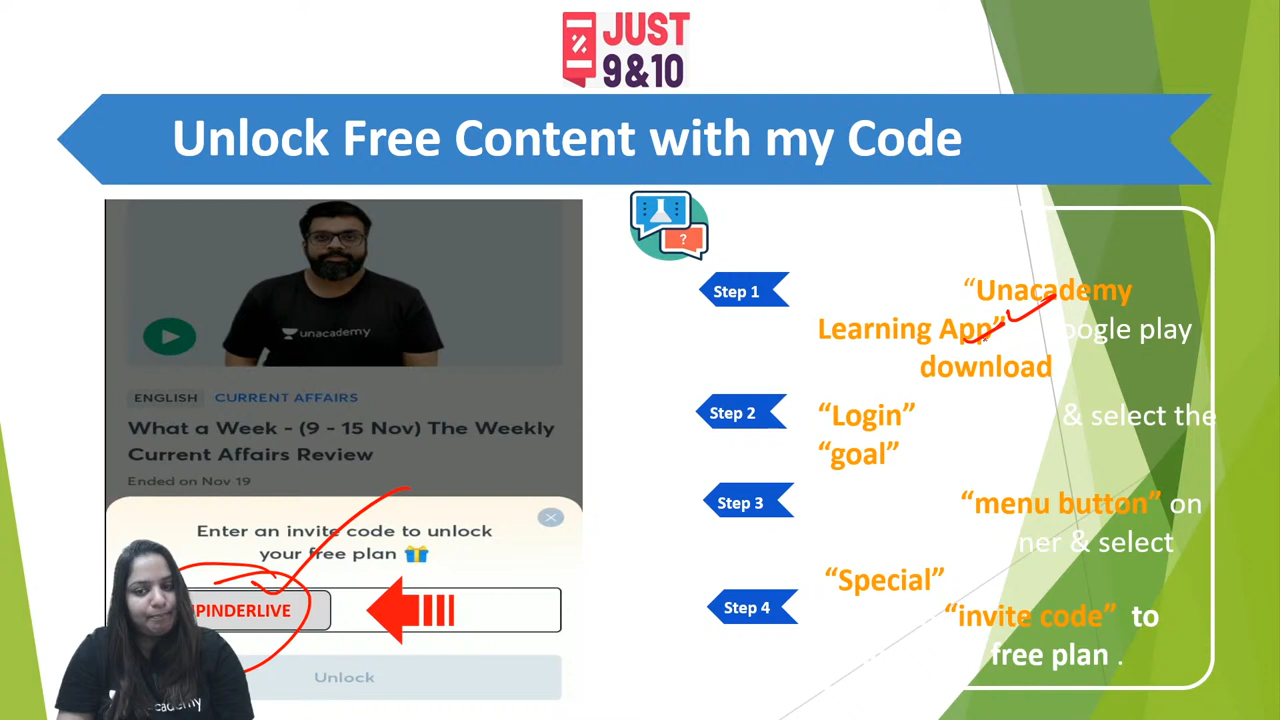 JUST
9&10
Unlock Free Content with my Code
unacademy
ENGLISH CURRENT AFFAIRS
What a Week - (9 - 15 Nov) The Weekly
Current Affairs Review
Ended on Nov 19
Enter an invite code to unlock
your free plan
PINDERLIVE
Unlock
unacademy
?
Step 1
“Unacademy
Learning App” google play
download
Step 2
“Login” & select the
“goal”
Step 3
“menu button” on
& select
“Special”
Step 4
“invite code” to
free plan .